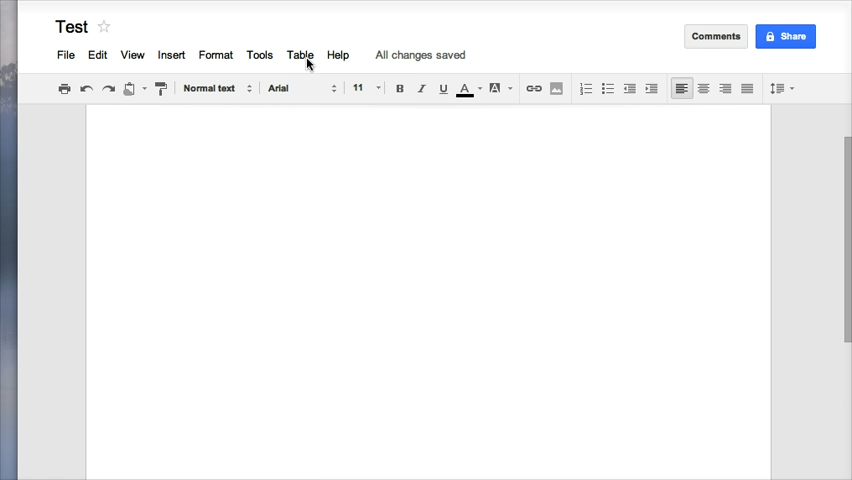 Test
Comments
Share
File Edit View Insert Format Tools Table Help All changes saved
Normal text Arial 11 B I U A A